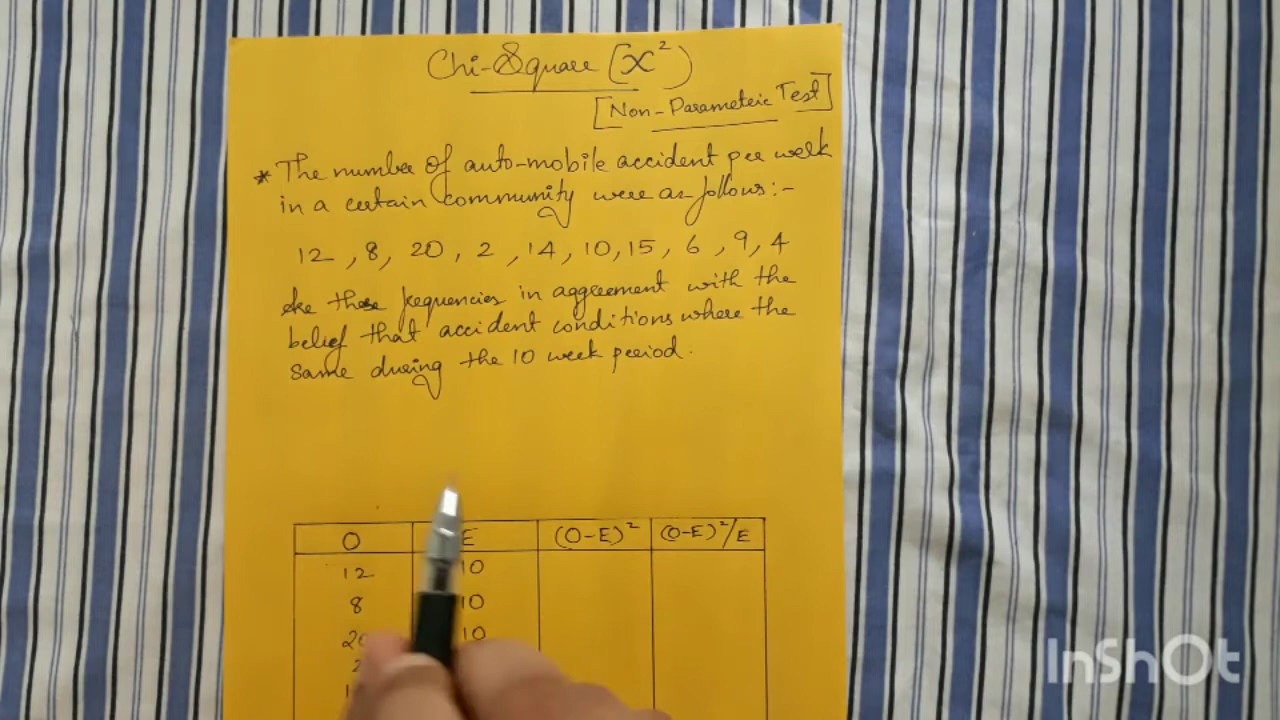 Chi-Square [x²)
[Non-Parametric Test]
* The number of auto-mobile accident per week
in a certain community were as follows:-
12, 8, 20, 2, 14, 10, 15, 6, 9, 4
Are these frequencies in aggreement with the
belief that accident conditions where the
same during the 10 week period.
O E (O-E)² (O-E)²/E
12 10
8 10
20 10
InShOt